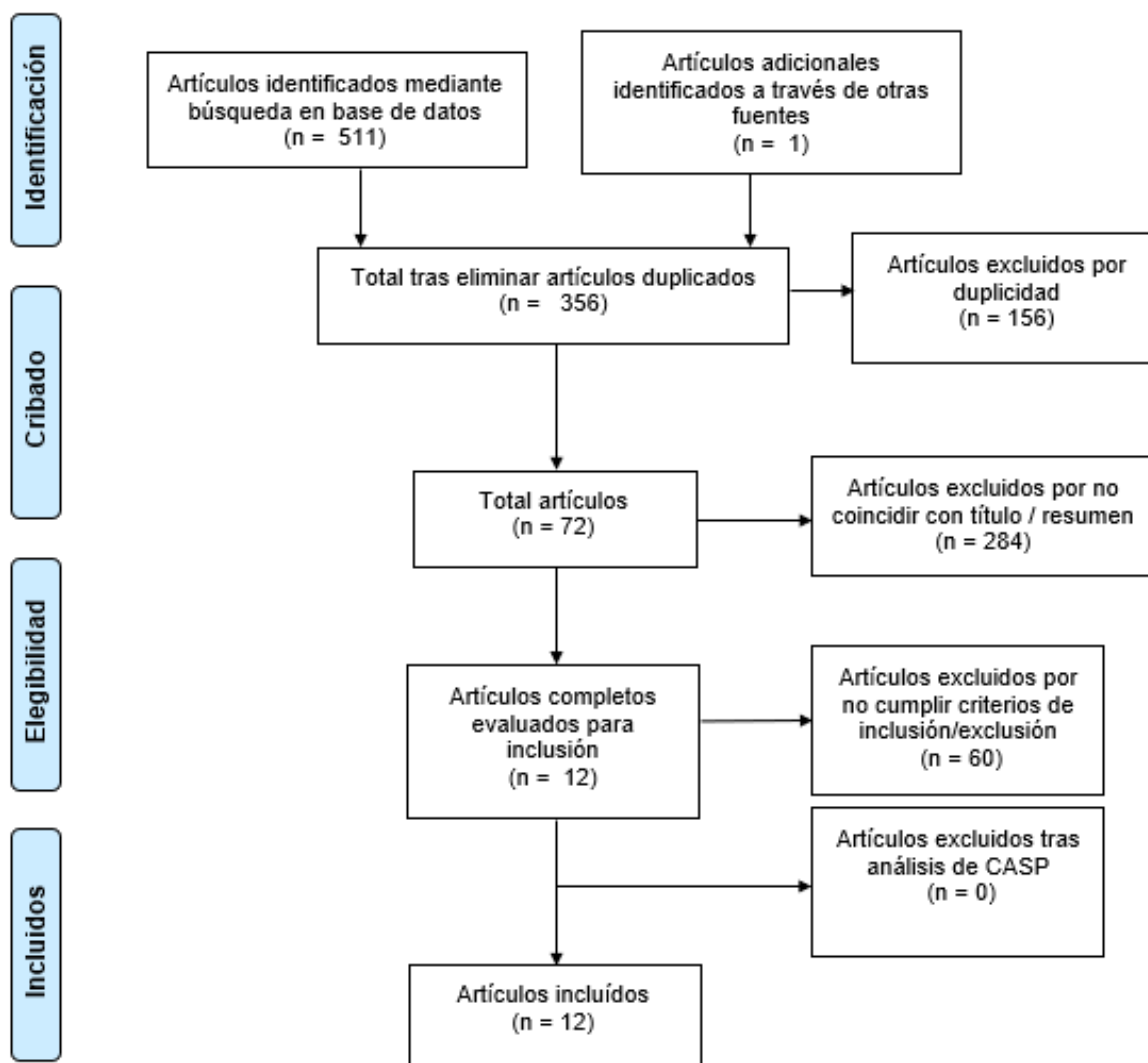 Identificación
Artículos identificados mediante
búsqueda en base de datos
(n = 511)
Artículos adicionales
identificados a través de otras
fuentes
(n = 1)
Total tras eliminar artículos duplicados
(n = 356)
Artículos excluidos por
duplicidad
(n = 156)
Cribado
Total artículos
(n = 72)
Artículos excluidos por no
coincidir con título / resumen
(n = 284)
Elegibilidad
Artículos completos
evaluados para
inclusión
(n = 12)
Artículos excluidos por
no cumplir criterios de
inclusión/exclusión
(n = 60)
Artículos excluidos tras
análisis de CASP
(n = 0)
Incluidos
Artículos incluídos
(n = 12)